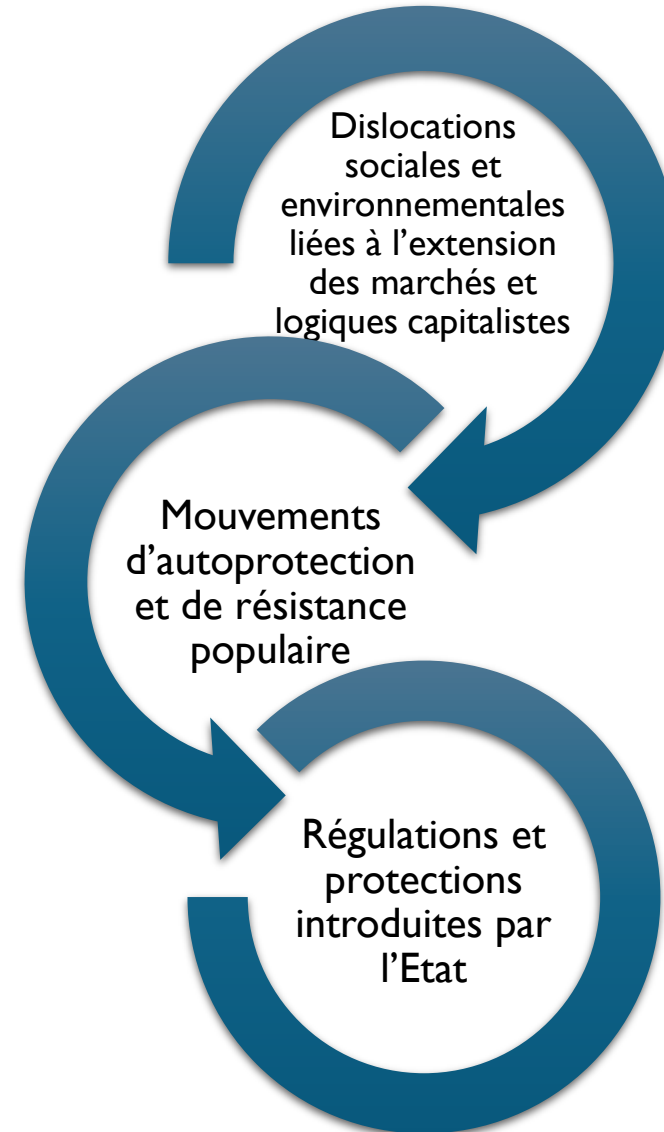 Dislocations
sociales et
environnementales
liées à l’extension
des marchés et
logiques capitalistes
Mouvements
d’autoprotection
et de résistance
populaire
Régulations et
protections
introduites par
l’Etat